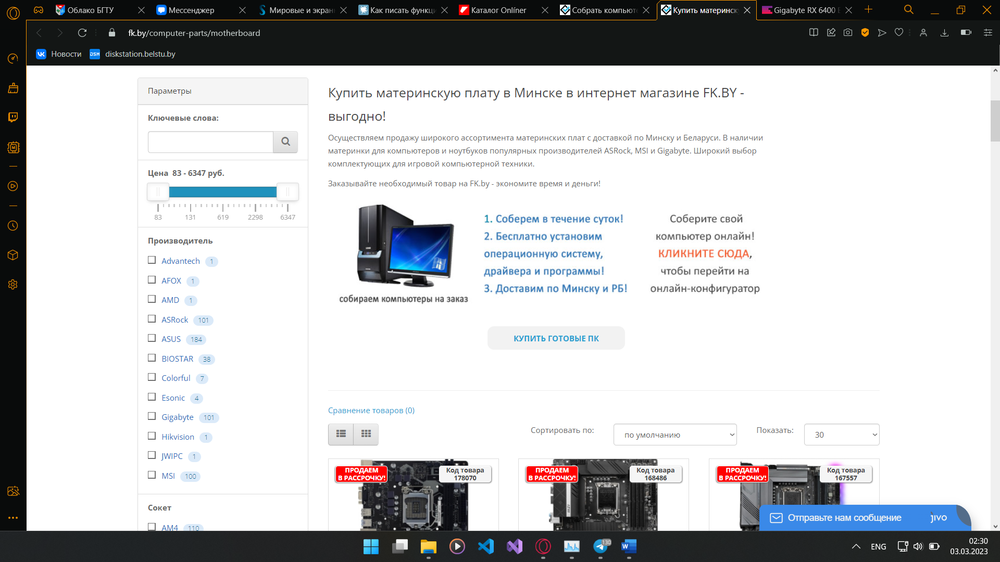 Облако БГТУ
Мессенджер
Мировые и экран
Как писать функци
Каталог Onlíner
Собрать компьюте
Купить материнску
Gigabyte RX 6400 E
fk.by/computer-parts/motherboard
Новости
DSM
diskstation.belstu.by
Параметры
Ключевые слова:
Цена 83 - 6347 руб.
83 131 619 2298 6347
Производитель
Advantech 1
AFOX 1
AMD 1
ASRock 101
ASUS 184
BIOSTAR 38
Colorful 7
Esonic 4
Gigabyte 101
Hikvision 1
JWIPC 1
MSI 100
Сокет
AM4 110
Купить материнскую плату в Минске в интернет магазине FK.BY -
выгодно!
Осуществляем продажу широкого ассортимента материнских плат с доставкой по Минску и Беларуси. В наличии
материнки для компьютеров и ноутбуков популярных производителей ASRock, MSI и Gigabyte. Широкий выбор
комплектующих для игровой компьютерной техники.
Заказывайте необходимый товар на FK.by - экономите время и деньги!
собираем компьютеры на заказ
1. Соберем в течение суток!
2. Бесплатно установим
операционную систему,
драйвера и программы!
3. Доставим по Минску и РБ!
Соберите свой
компьютер онлайн!
КЛИКНИТЕ СЮДА,
чтобы перейти на
онлайн-конфигуратор
КУПИТЬ ГОТОВЫЕ ПК
Сравнение товаров (0)
Сортировать по:
по умолчанию
Показать:
30
ПРОДАЕМ
В РАССРОЧКУ!
Код товара
178070
ПРОДАЕМ
В РАССРОЧКУ!
Код товара
168486
ПРОДАЕМ
В РАССРОЧКУ!
Код товара
167557
Отправьте нам сообщение
jivo
130
ENG
02:30
03.03.2023